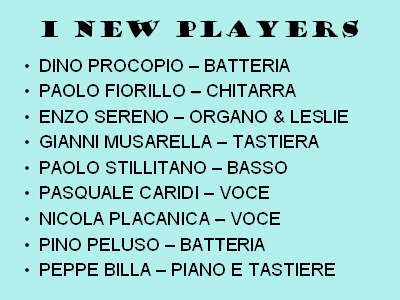 I NEW PLAYERS
• DINO PROCOPIO – BATTERIA
• PAOLO FIORILLO – CHITARRA
• ENZO SERENO – ORGANO & LESLIE
• GIANNI MUSARELLA – TASTIERA
• PAOLO STILLITANO – BASSO
• PASQUALE CARIDI – VOCE
• NICOLA PLACANICA – VOCE
• PINO PELUSO – BATTERIA
• PEPPE BILLA – PIANO E TASTIERE